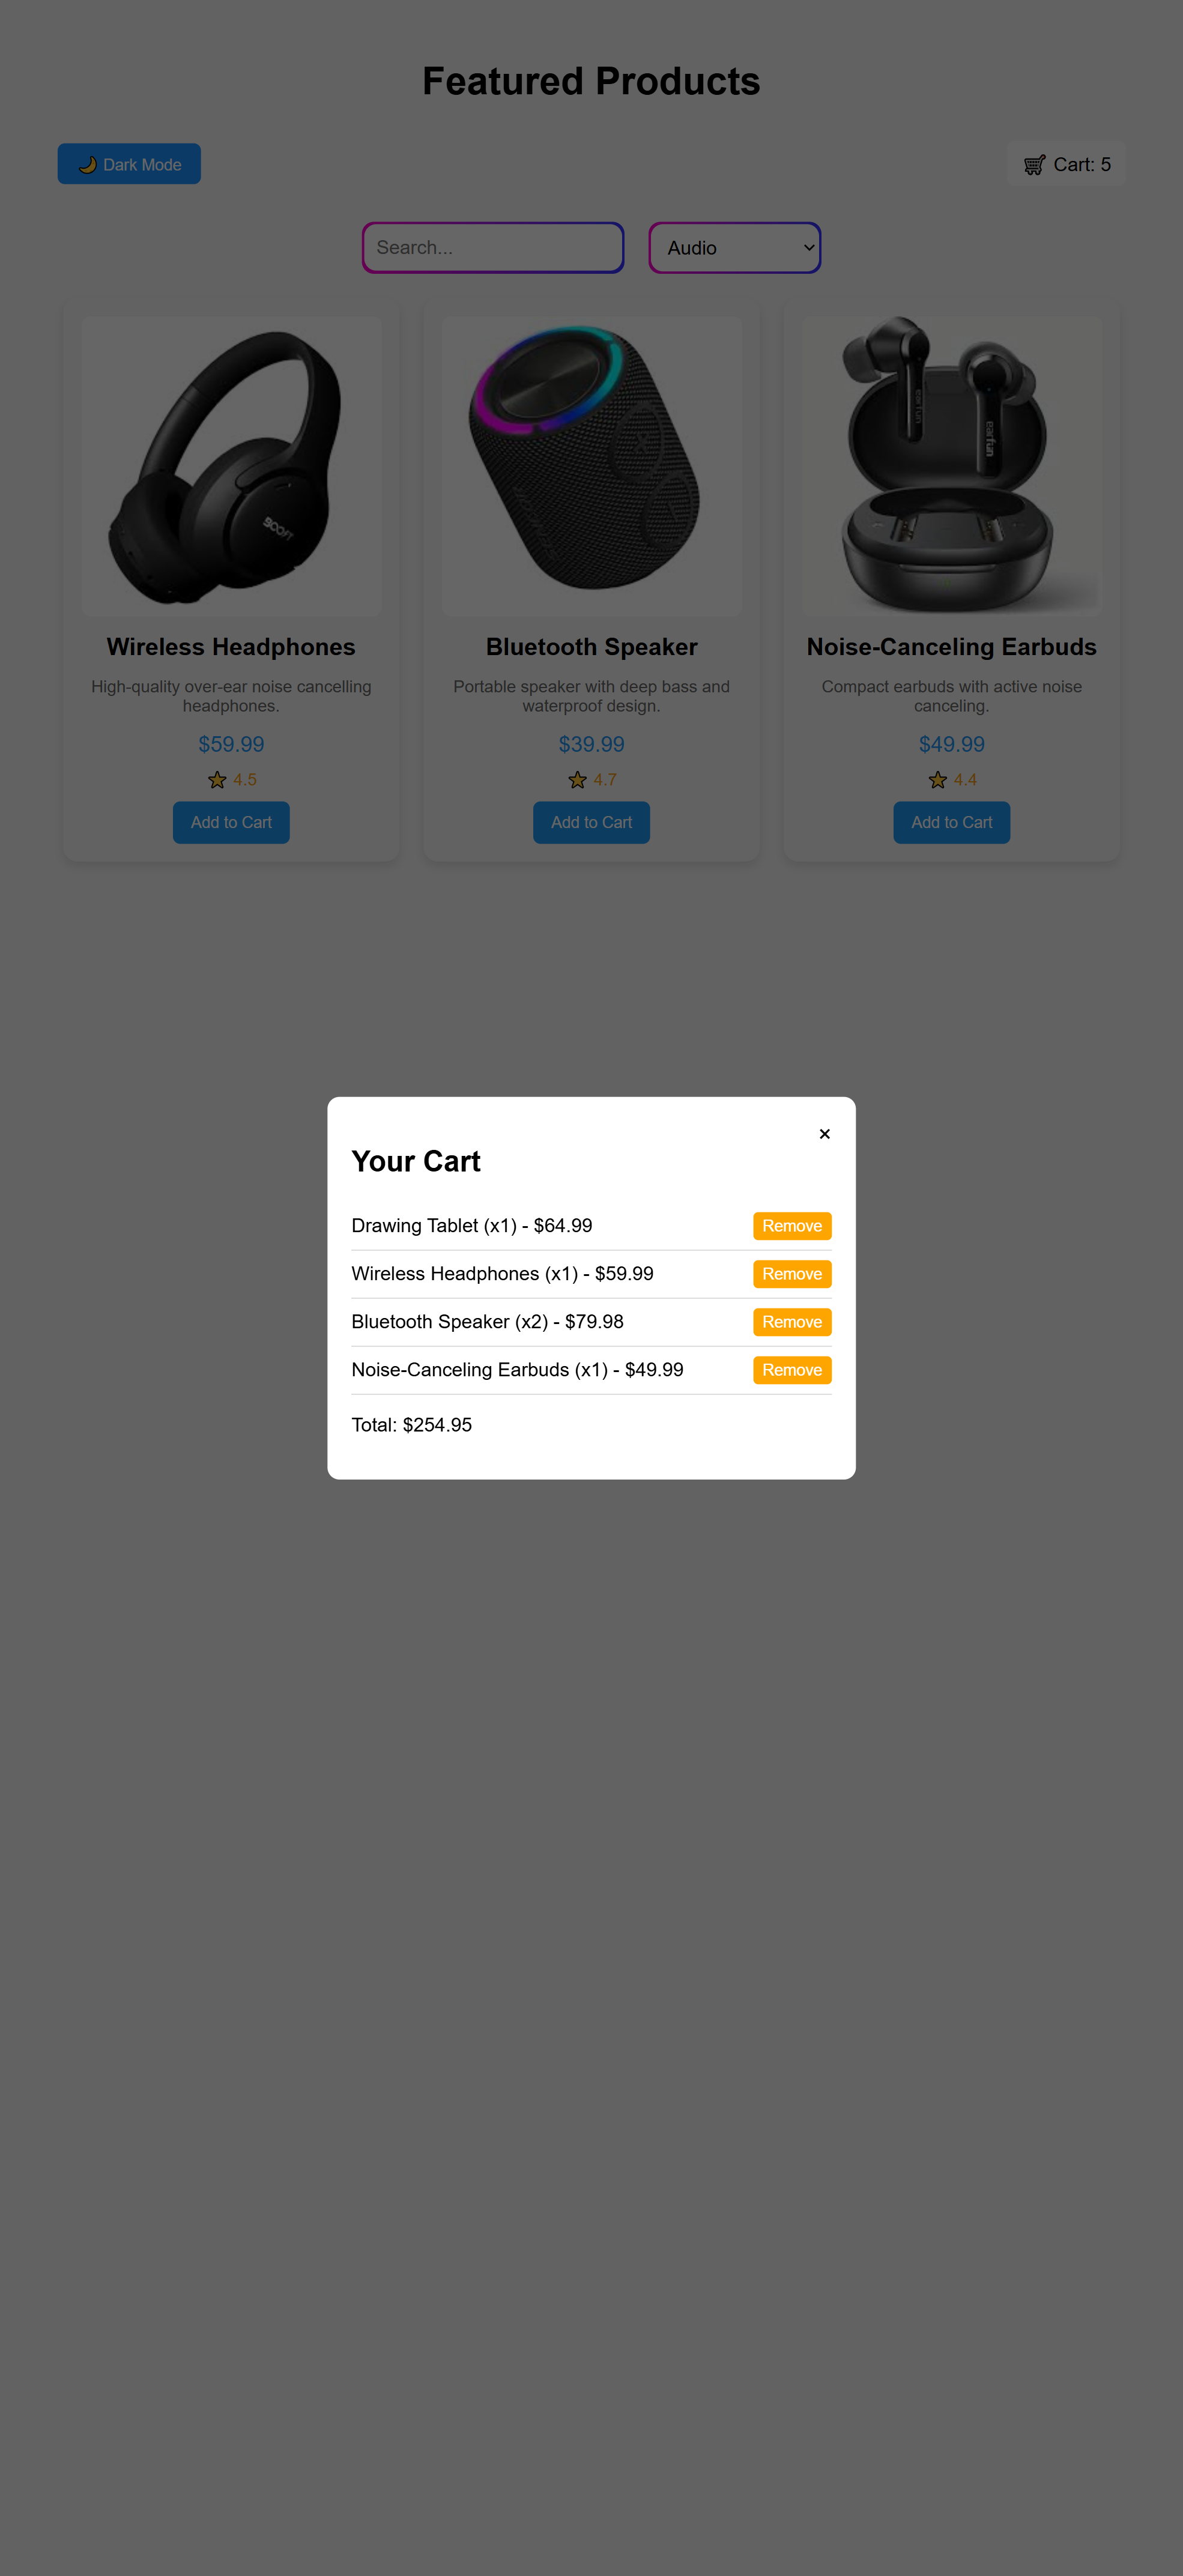 Featured Products
🌙 Dark Mode
🛒 Cart: 5
Search...
Audio
BOOFT
earfun
earfun
Wireless Headphones
High-quality over-ear noise cancelling
headphones.
$59.99
⭐ 4.5
Add to Cart
Bluetooth Speaker
Portable speaker with deep bass and
waterproof design.
$39.99
⭐ 4.7
Add to Cart
Noise-Canceling Earbuds
Compact earbuds with active noise
canceling.
$49.99
⭐ 4.4
Add to Cart
×
Your Cart
Drawing Tablet (x1) - $64.99
Remove
Wireless Headphones (x1) - $59.99
Remove
Bluetooth Speaker (x2) - $79.98
Remove
Noise-Canceling Earbuds (x1) - $49.99
Remove
Total: $254.95